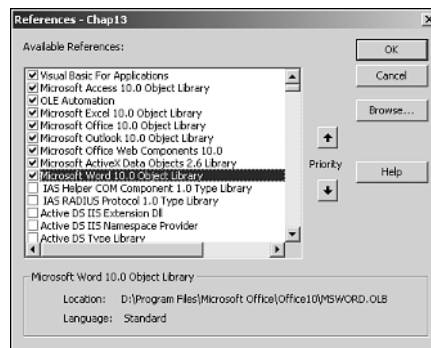 References - Chap13
Available References:
OK
Cancel
Browse...
Help
Visual Basic For Applications
Microsoft Access 10.0 Object Library
OLE Automation
Microsoft Excel 10.0 Object Library
Microsoft Office 10.0 Object Library
Microsoft Outlook 10.0 Object Library
Microsoft Office Web Components 10.0
Microsoft ActiveX Data Objects 2.6 Library
Microsoft Word 10.0 Object Library
IAS Helper COM Component 1.0 Type Library
IAS RADIUS Protocol 1.0 Type Library
Active DS IIS Extension Dll
Active DS IIS Namespace Provider
Active DS Type Library
Priority
Microsoft Word 10.0 Object Library
Location: D:\Program Files\Microsoft Office\Office10\MSWORD.OLB
Language: Standard